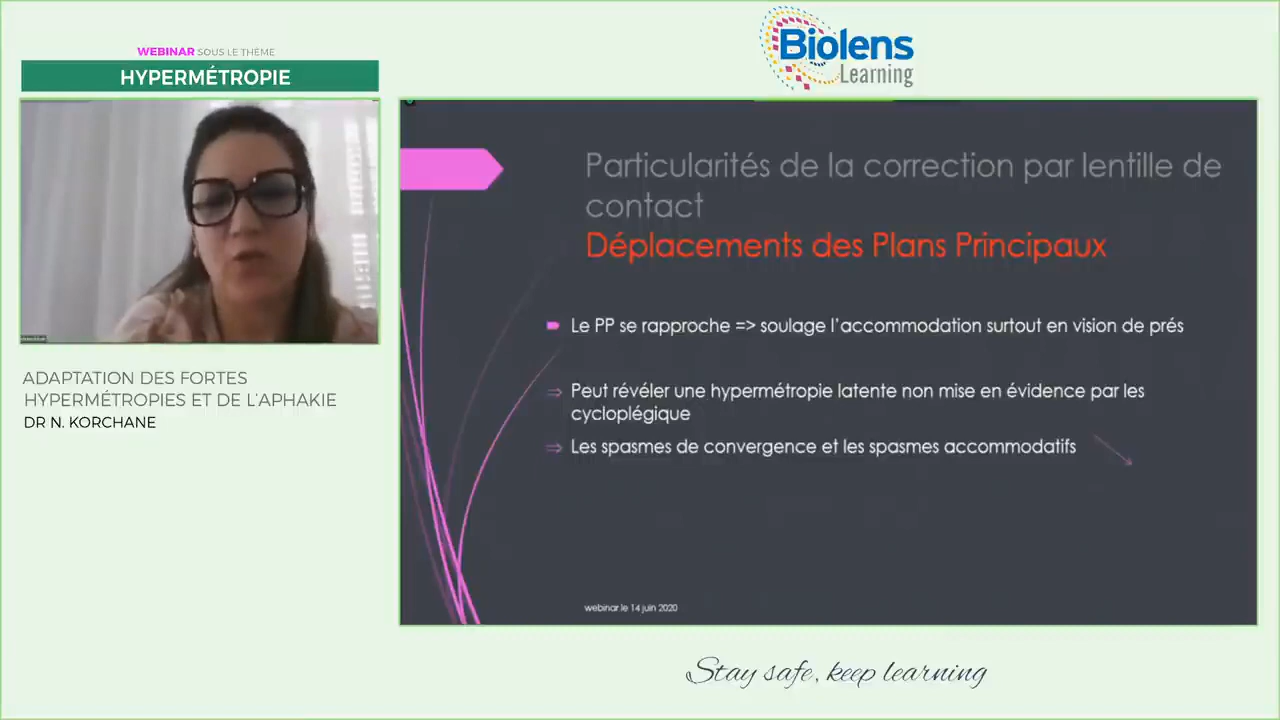 WEBINAR SOUS LE THÈME
HYPERMÉTROPIE
Biolens
Learning
Particularités de la correction par lentille de
contact
Déplacements des Plans Principaux
Le PP se rapproche => soulage l'accommodation surtout en vision de prés
⇒ Peut révéler une hypermétropie latente non mise en évidence par les
cycloplégique
⇒ Les spasmes de convergence et les spasmes accommodatifs
webinar le 14 juin 2020
ADAPTATION DES FORTES
HYPERMÉTROPIES ET DE L'APHAKIE
DR N. KORCHANE
Stay safe, keep learning